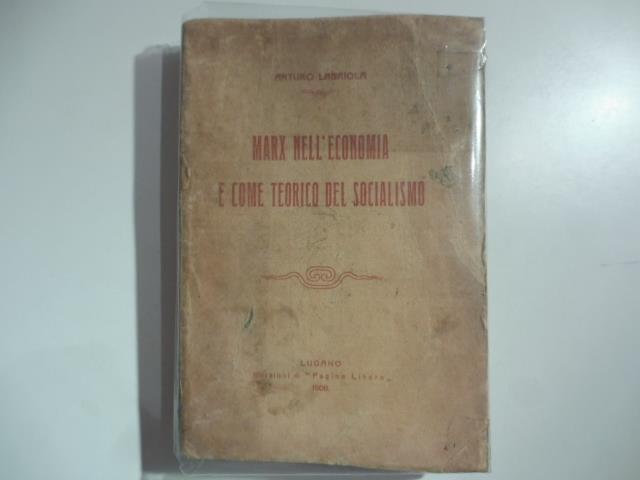 ARTURO LABRIOLA
MARX NELL'ECONOMIA
E COME TEORICO DEL SOCIALISMO
LUGANO
Edizioni di "Pagine Libere„
1908.